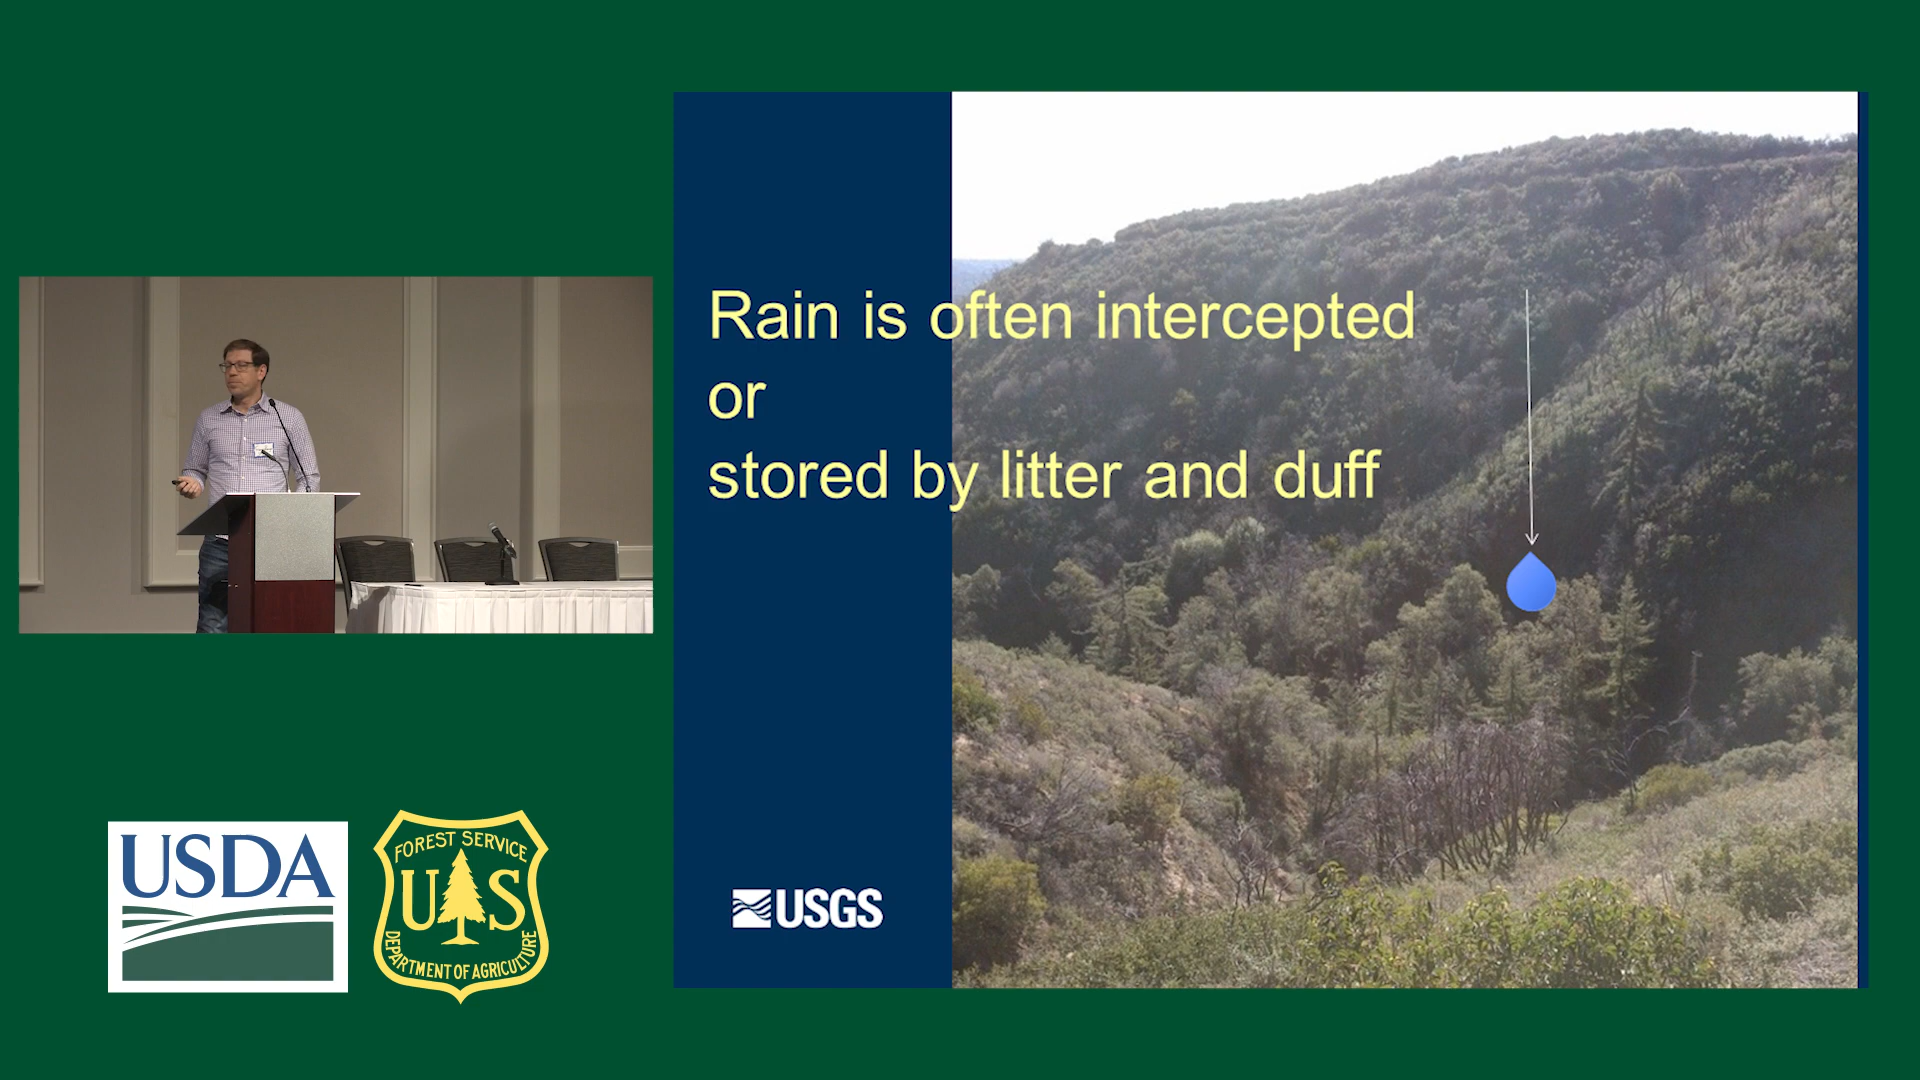 Rain is often intercepted
or
stored by litter and duff
USGS
USDA
FOREST SERVICE
U S
DEPARTMENT OF AGRICULTURE